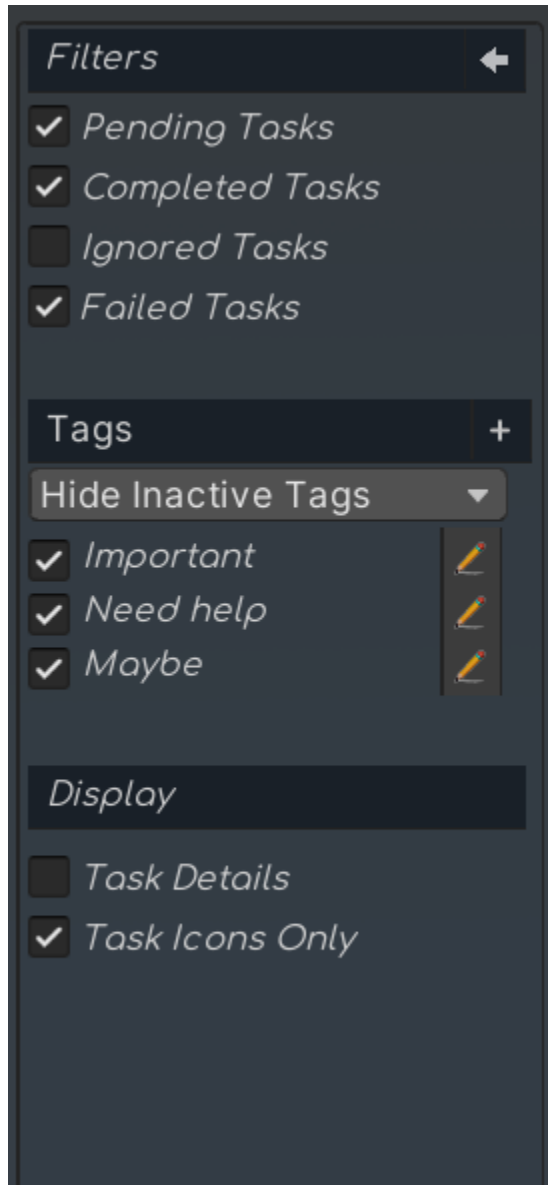 Filters
Pending Tasks
Completed Tasks
Ignored Tasks
Failed Tasks
Tags +
Hide Inactive Tags
Important
Need help
Maybe
Display
Task Details
Task Icons Only